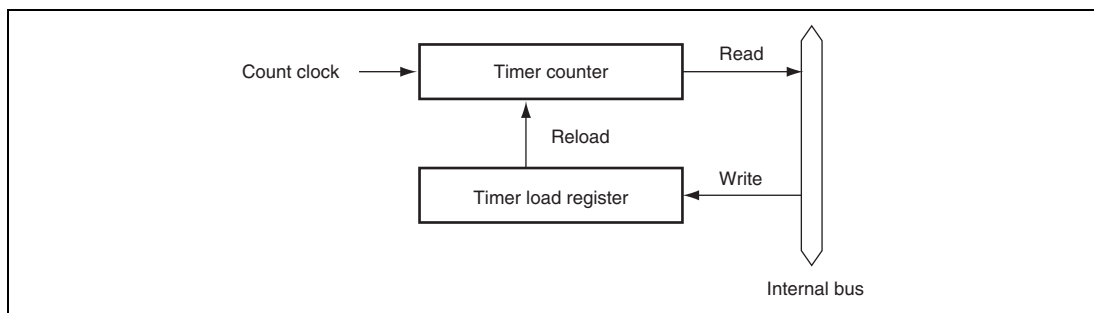 Read
Count clock
Timer counter
Reload
Write
Timer load register
Internal bus